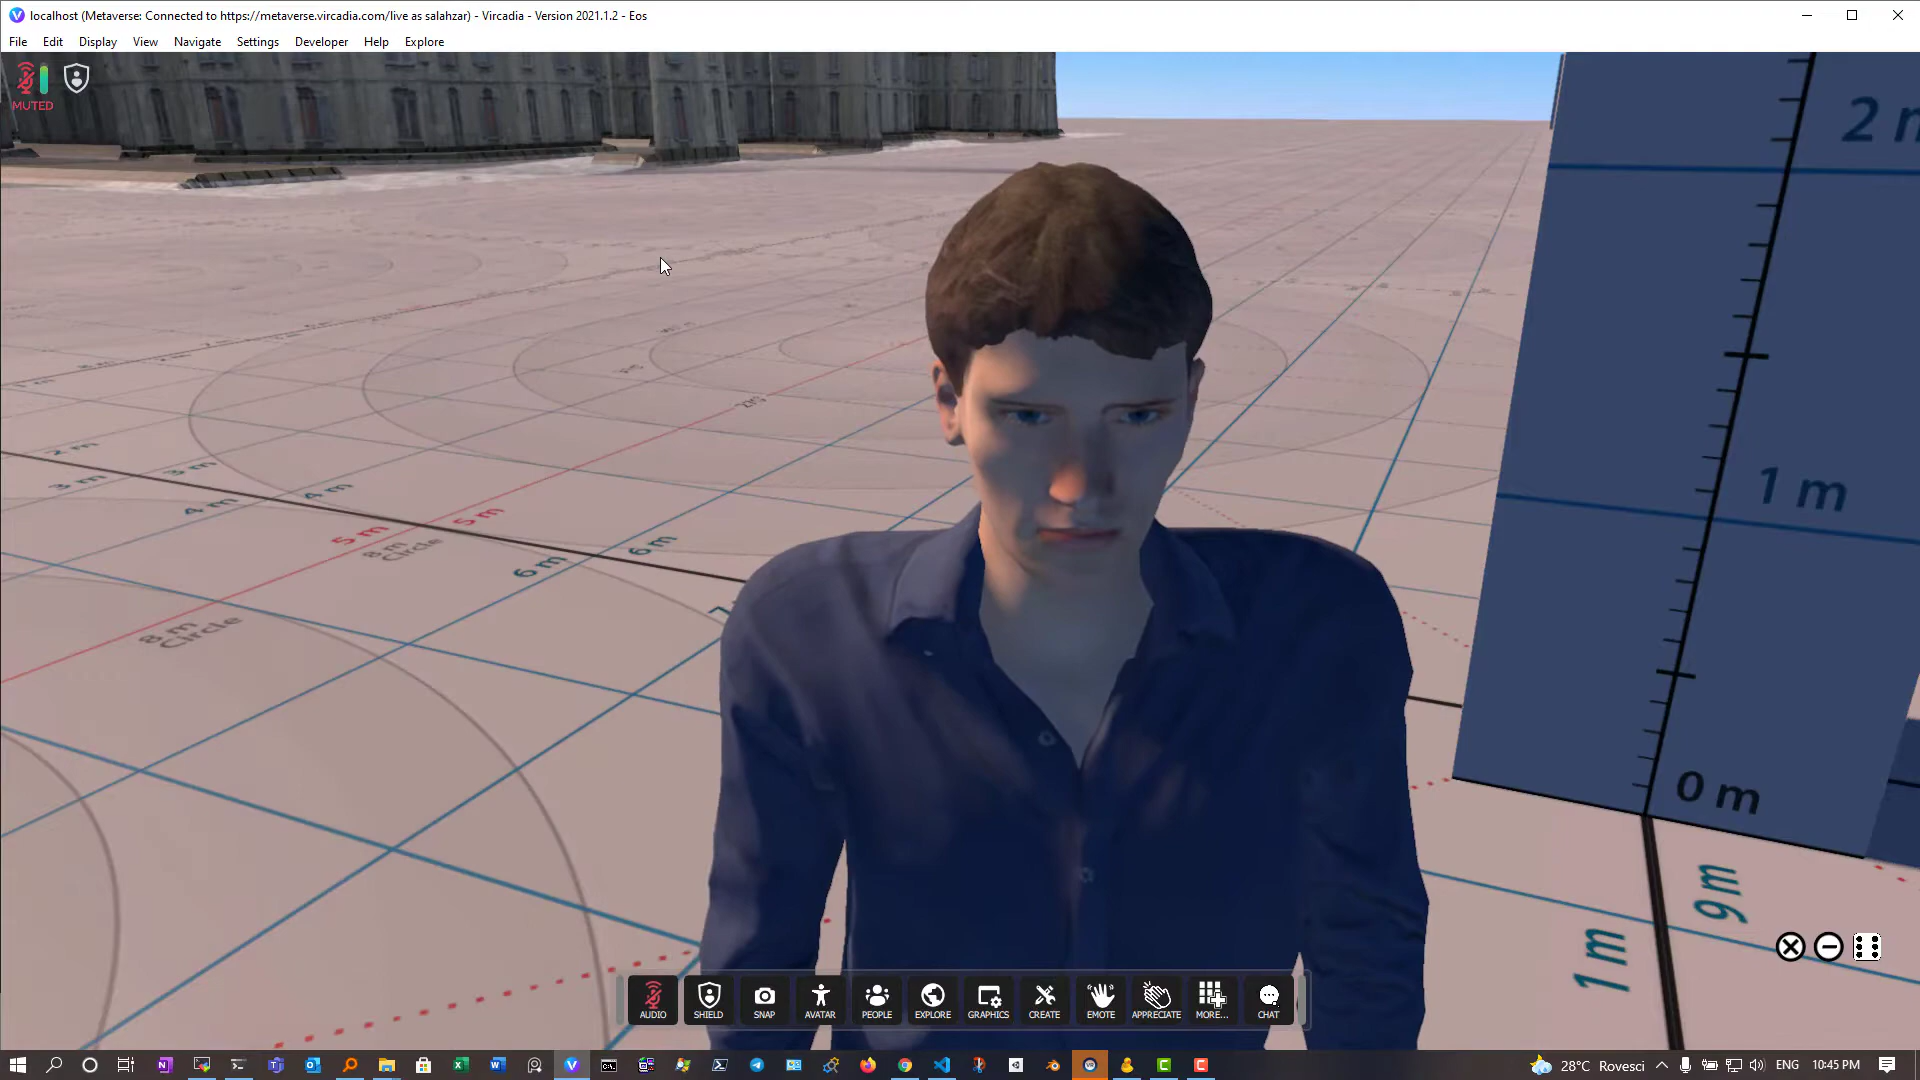 localhost (Metaverse: Connected to https://metaverse.vircadia.com/live as salahzar) - Vircadia - Version 2021.1.2 - Eos
File Edit Display View Navigate Settings Developer Help Explore
MUTED
2 m
1 m
0 m
2 m
3 m
3 m
4 m
4 m
5 m
5 m
8 m
Circle
6 m
6 m
8 m
Circle
9 m
1 m
AUDIO SHIELD SNAP AVATAR PEOPLE EXPLORE GRAPHICS CREATE EMOTE APPRECIATE MORE... CHAT
28°C Rovesci ENG 10:45 PM